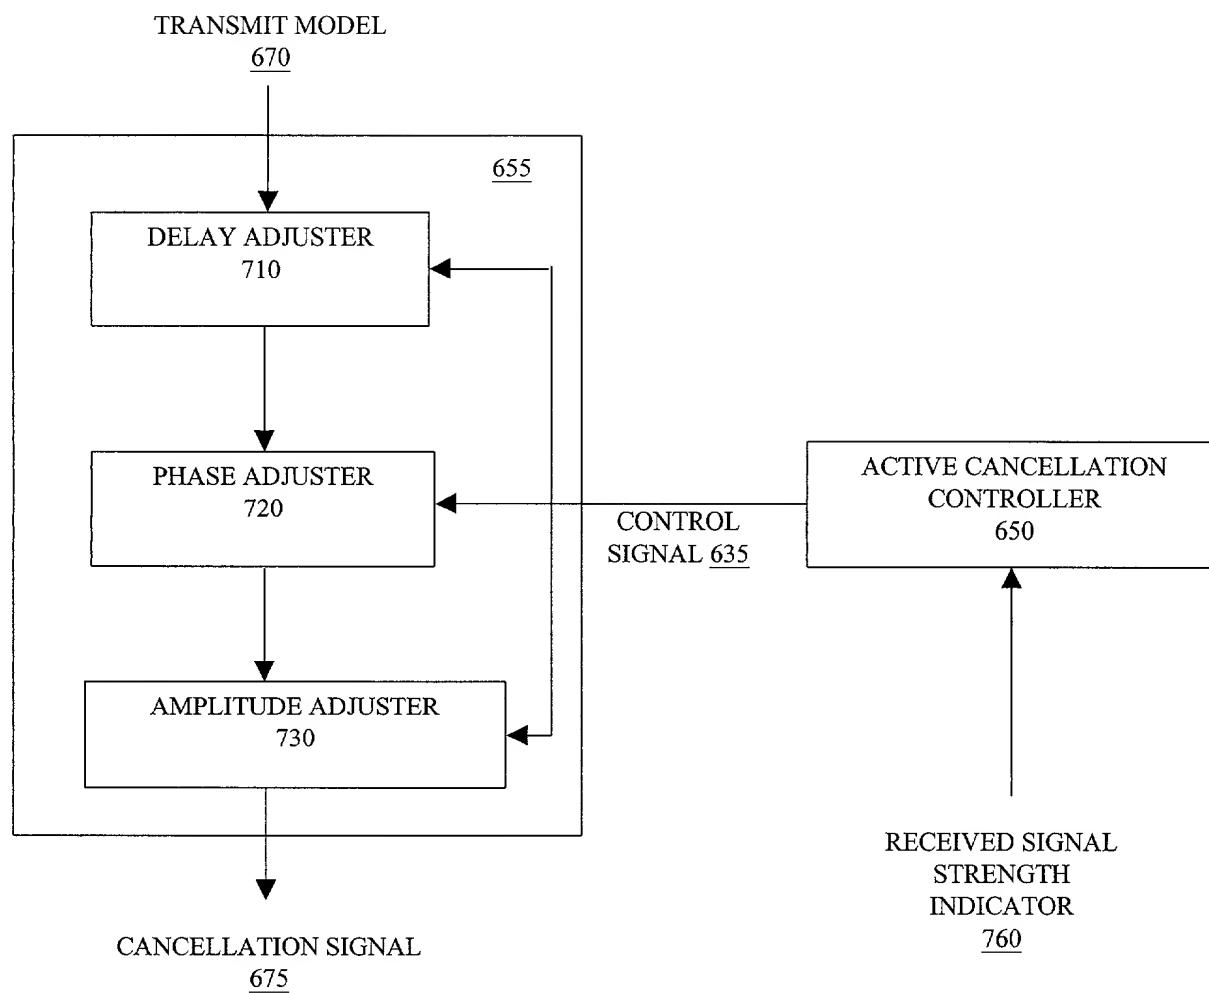 TRANSMIT MODEL
670
655
DELAY ADJUSTER
710
PHASE ADJUSTER
720
ACTIVE CANCELLATION
CONTROLLER
650
CONTROL
SIGNAL 635
AMPLITUDE ADJUSTER
730
RECEIVED SIGNAL
STRENGTH
INDICATOR
760
CANCELLATION SIGNAL
675